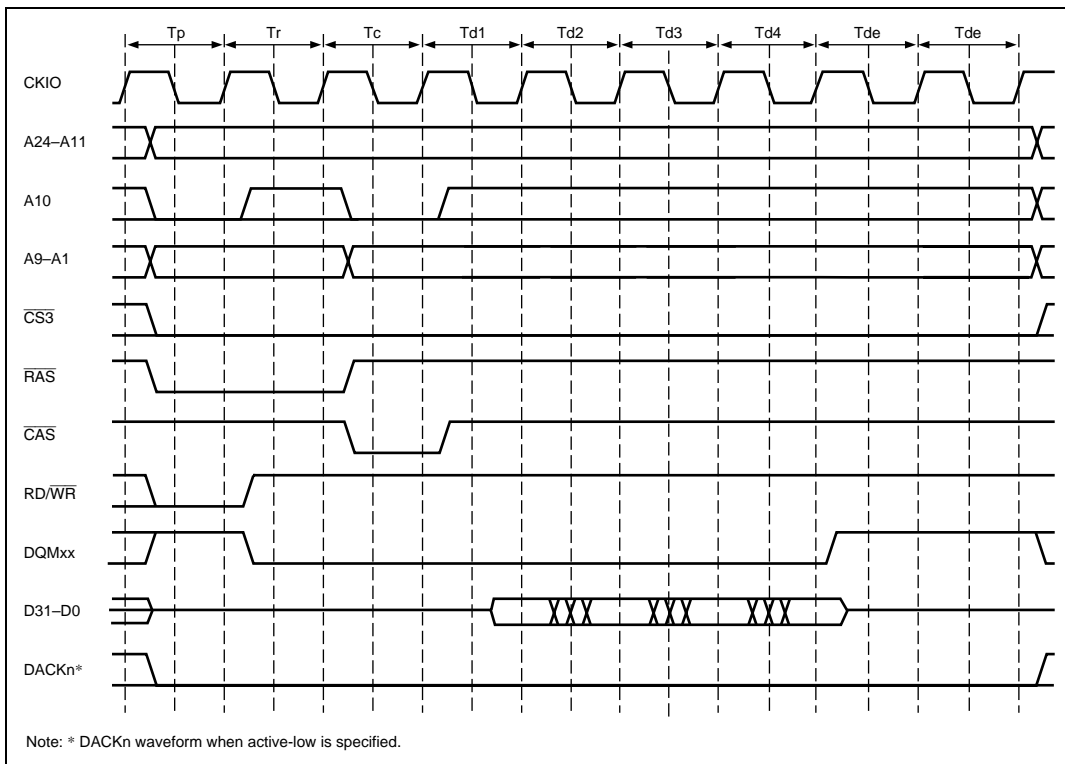 Tp Tr Tc Td1 Td2 Td3 Td4 Tde Tde
CKIO
A24–A11
A10
A9–A1
CS3
RAS
CAS
RD/WR
DQMxx
D31–D0
DACKn*
Note: * DACKn waveform when active-low is specified.